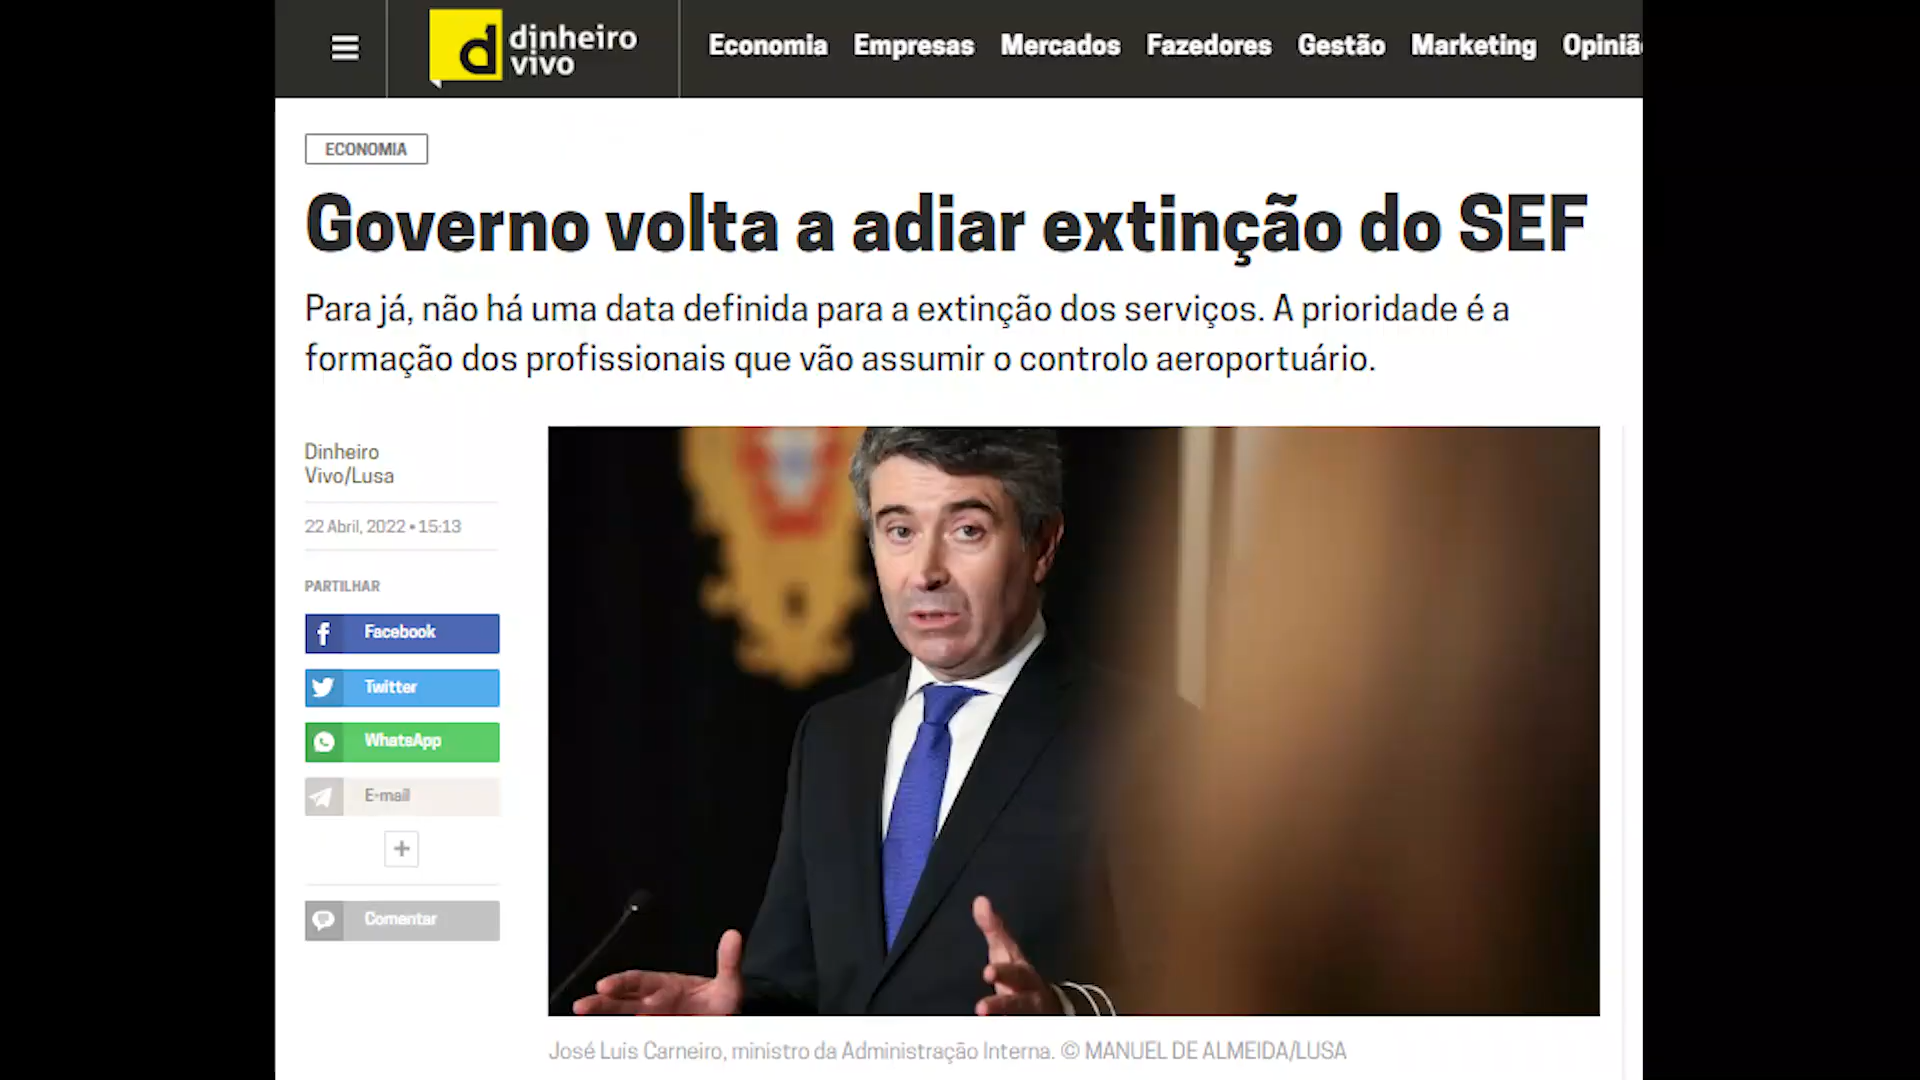 dinheiro
vivo
Economia Empresas Mercados Fazedores Gestão Marketing Opiniã
ECONOMIA
Governo volta a adiar extinção do SEF
Para já, não há uma data definida para a extinção dos serviços. A prioridade é a
formação dos profissionais que vão assumir o controlo aeroportuário.
Dinheiro
Vivo/Lusa
22 Abril, 2022 • 15:13
PARTILHAR
Facebook
Twitter
WhatsApp
E-mail
+
Comentar
José Luis Carneiro, ministro da Administração Interna. © MANUEL DE ALMEIDA/LUSA